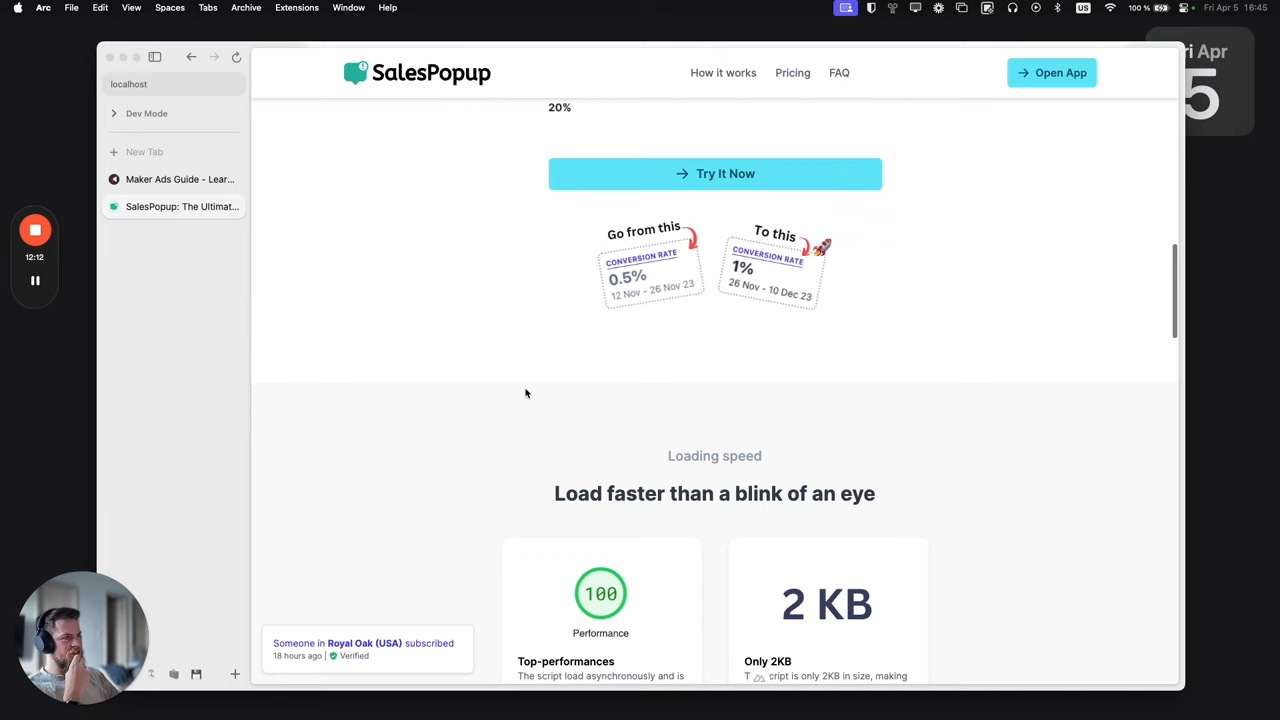 Arc File Edit View Spaces Tabs Archive Extensions Window Help
US 100 % Fri Apr 5 16:45
ri Apr
5
localhost
Dev Mode
New Tab
Maker Ads Guide - Lear...
SalesPopup: The Ultimat...
12:12
SalesPopup
How it works Pricing FAQ
Open App
20%
Try It Now
Go from this
CONVERSION RATE
0.5%
12 Nov - 26 Nov 23
To this
CONVERSION RATE
1%
26 Nov - 10 Dec 23
Loading speed
Load faster than a blink of an eye
100
Performance
Top-performances
The script load asynchronously and is
2 KB
Only 2KB
T cript is only 2KB in size, making
Someone in Royal Oak (USA) subscribed
18 hours ago | Verified